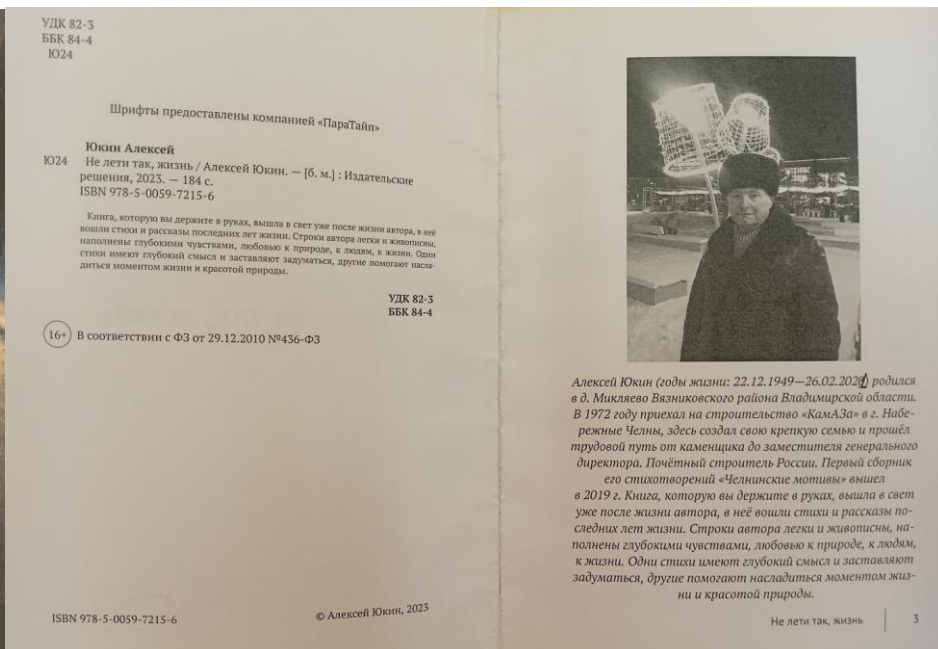 УДК 82-3
ББК 84-4
Ю24
Шрифты предоставлены компанией «ПараТайп»
Юкин Алексей
Ю24 Не лети так, жизнь / Алексей Юкин. — [б. м.] : Издательские
решения, 2023. — 184 с.
ISBN 978-5-0059-7215-6
Книга, которую вы держите в руках, вышла в свет уже после жизни автора, в неё
вошли стихи и рассказы последних лет жизни. Строки автора легки и живописны,
наполнены глубокими чувствами, любовью к природе, к людям, к жизни. Одни
стихи имеют глубокий смысл и заставляют задуматься, другие помогают насла-
диться моментом жизни и красотой природы.
УДК 82-3
ББК 84-4
16+ В соответствии с ФЗ от 29.12.2010 №436-ФЗ
ISBN 978-5-0059-7215-6
© Алексей Юкин, 2023
Алексей Юкин (годы жизни: 22.12.1949—26.02.2021) родился
в д. Микляево Вязниковского района Владимирской области.
В 1972 году приехал на строительство «КамАЗа» в г. Набе-
режные Челны, здесь создал свою крепкую семью и прошёл
трудовой путь от каменщика до заместителя генерального
директора. Почётный строитель России. Первый сборник
его стихотворений «Челнинские мотивы» вышел
в 2019 г. Книга, которую вы держите в руках, вышла в свет
уже после жизни автора, в неё вошли стихи и рассказы по-
следних лет жизни. Строки автора легки и живописны, на-
полнены глубокими чувствами, любовью к природе, к людям,
к жизни. Одни стихи имеют глубокий смысл и заставляют
задуматься, другие помогают насладиться моментом жиз-
ни и красотой природы.
Не лети так, жизнь 3